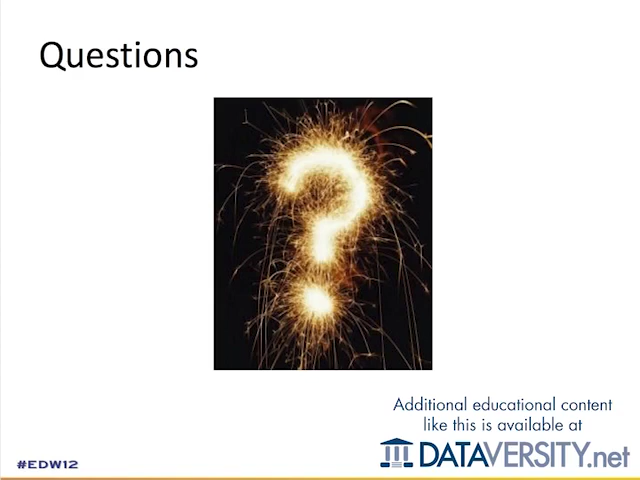 Questions
Additional educational content
like this is available at
DATAVERSITY.net
#EDW12